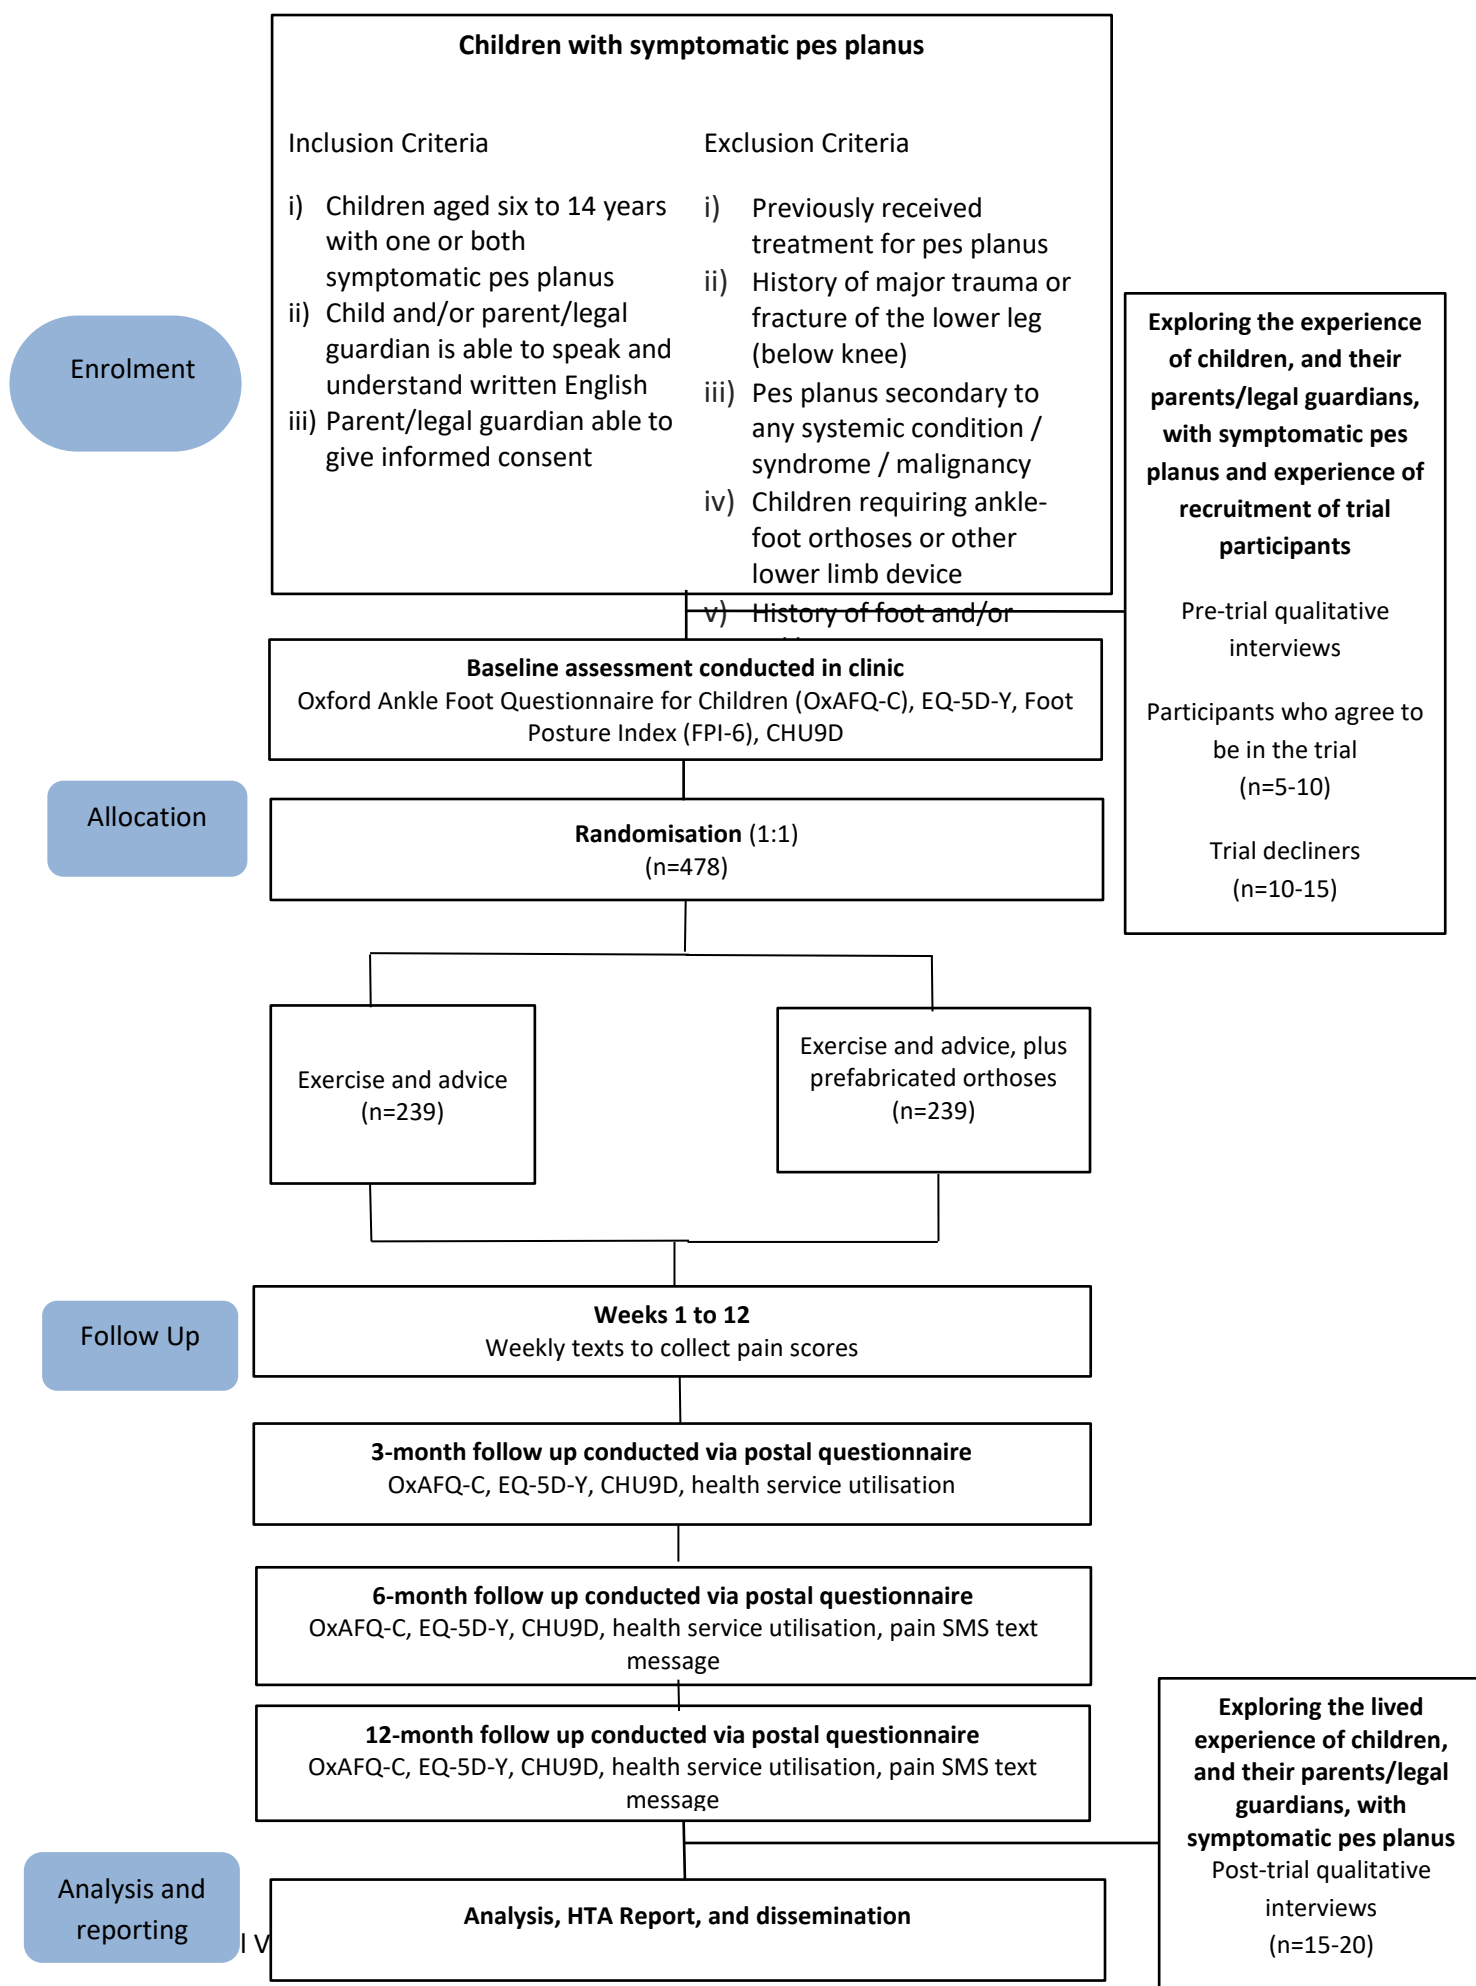 Children with symptomatic pes planus
Inclusion Criteria
i) Children aged six to 14 years
with one or both
symptomatic pes planus
ii) Child and/or parent/legal
guardian is able to speak and
understand written English
iii) Parent/legal guardian able to
give informed consent
Exclusion Criteria
i) Previously received
treatment for pes planus
ii) History of major trauma or
fracture of the lower leg
(below knee)
iii) Pes planus secondary to
any systemic condition /
syndrome / malignancy
iv) Children requiring ankle-
foot orthoses or other
lower limb device
v) History of foot and/or
Enrolment
Exploring the experience
of children, and their
parents/legal guardians,
with symptomatic pes
planus and experience of
recruitment of trial
participants
Pre-trial qualitative
interviews
Participants who agree to
be in the trial
(n=5-10)
Trial decliners
(n=10-15)
Baseline assessment conducted in clinic
Oxford Ankle Foot Questionnaire for Children (OxAFQ-C), EQ-5D-Y, Foot
Posture Index (FPI-6), CHU9D
Allocation
Randomisation (1:1)
(n=478)
Exercise and advice
(n=239)
Exercise and advice, plus
prefabricated orthoses
(n=239)
Follow Up
Weeks 1 to 12
Weekly texts to collect pain scores
3-month follow up conducted via postal questionnaire
OxAFQ-C, EQ-5D-Y, CHU9D, health service utilisation
6-month follow up conducted via postal questionnaire
OxAFQ-C, EQ-5D-Y, CHU9D, health service utilisation, pain SMS text
message
12-month follow up conducted via postal questionnaire
OxAFQ-C, EQ-5D-Y, CHU9D, health service utilisation, pain SMS text
message
Exploring the lived
experience of children,
and their parents/legal
guardians, with
symptomatic pes planus
Post-trial qualitative
interviews
(n=15-20)
Analysis and
reporting
Analysis, HTA Report, and dissemination